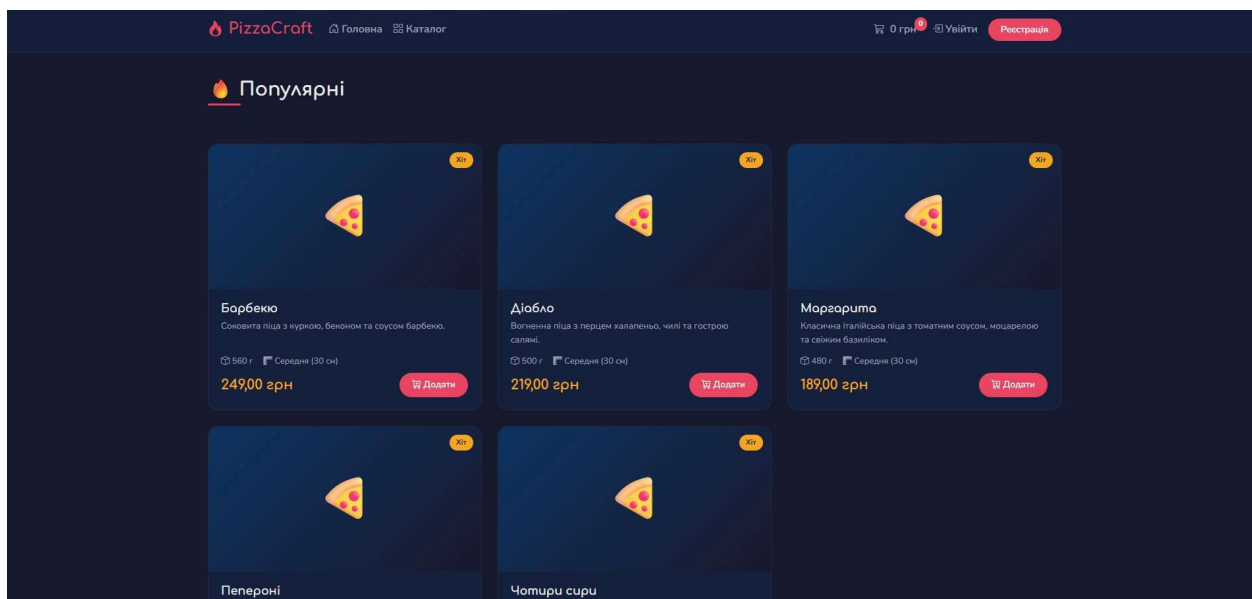 PizzaCraft Головна Каталог 0 грн 0 Увійти Реєстрація
Популярні
Хіт Хіт Хіт
Барбекю
Соковита піца з куркою, беконом та соусом барбекю.
560 г Середня (30 см)
249,00 грн Додати
Діабло
Вогненна піца з перцем халапеньо, чилі та гострою
салямі.
500 г Середня (30 см)
219,00 грн Додати
Маргарита
Класична італійська піца з томатним соусом, моцарелою
та свіжим базиліком.
480 г Середня (30 см)
189,00 грн Додати
Хіт Хіт
Пепероні
Чотири сири